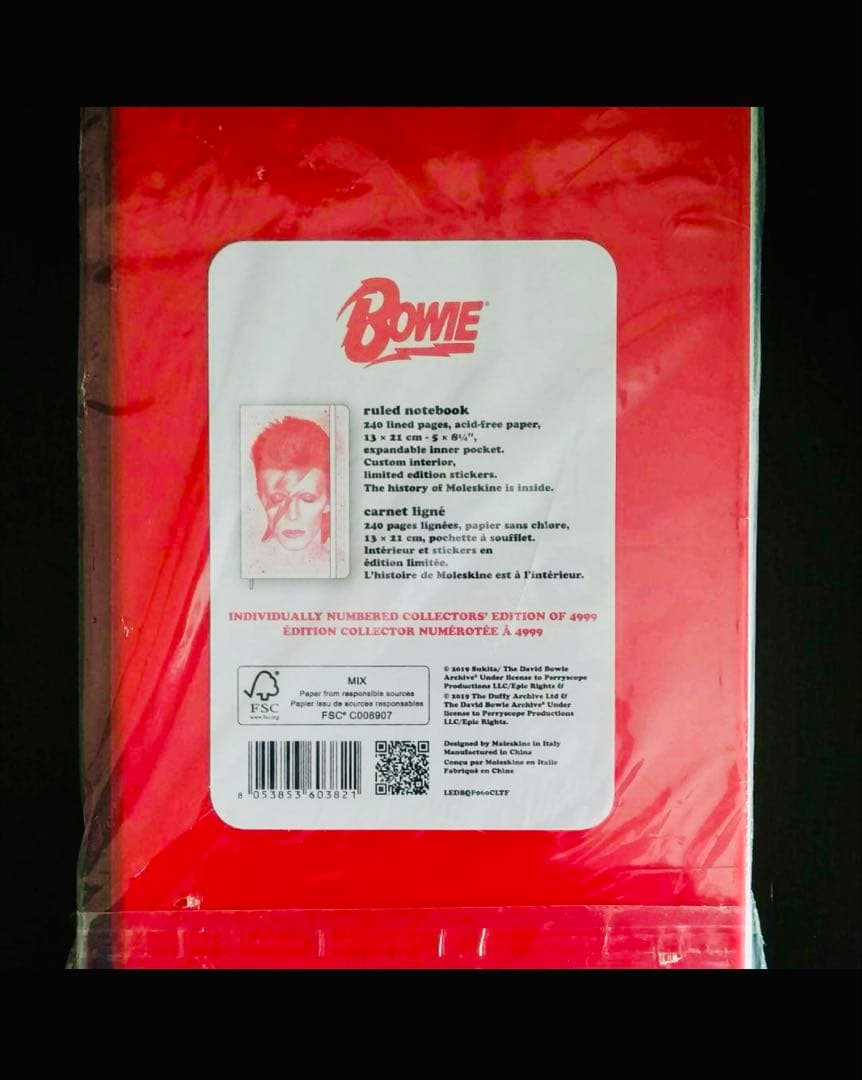 BOWIE
ruled notebook
240 lined pages, acid-free paper,
13 × 21 cm - 5 × 8¼",
expandable inner pocket.
Custom interior,
limited edition stickers.
The history of Moleskine is inside.
carnet ligné
240 pages lignées, papier sans chlore,
13 × 21 cm, pochette à soufflet.
Intérieur et stickers en
édition limitée.
L'histoire de Moleskine est à l'intérieur.
INDIVIDUALLY NUMBERED COLLECTORS' EDITION OF 4999
ÉDITION COLLECTOR NUMÉROTÉE À 4999
FSC
www.fsc.org
MIX
Paper from responsible sources
Papier issu de sources responsables
FSC® C008907
© 2019 Sukita/ The David Bowie
Archive® Under license to Perryscope
Productions LLC/Epic Rights &
© 2019 The Duffy Archive Ltd &
The David Bowie Archive® Under
license to Perryscope Productions
LLC/Epic Rights.
8 053853 603821
Designed by Moleskine in Italy
Manufactured in China
Conçu par Moleskine en Italie
Fabriqué en Chine
LEDBQP060CLTF